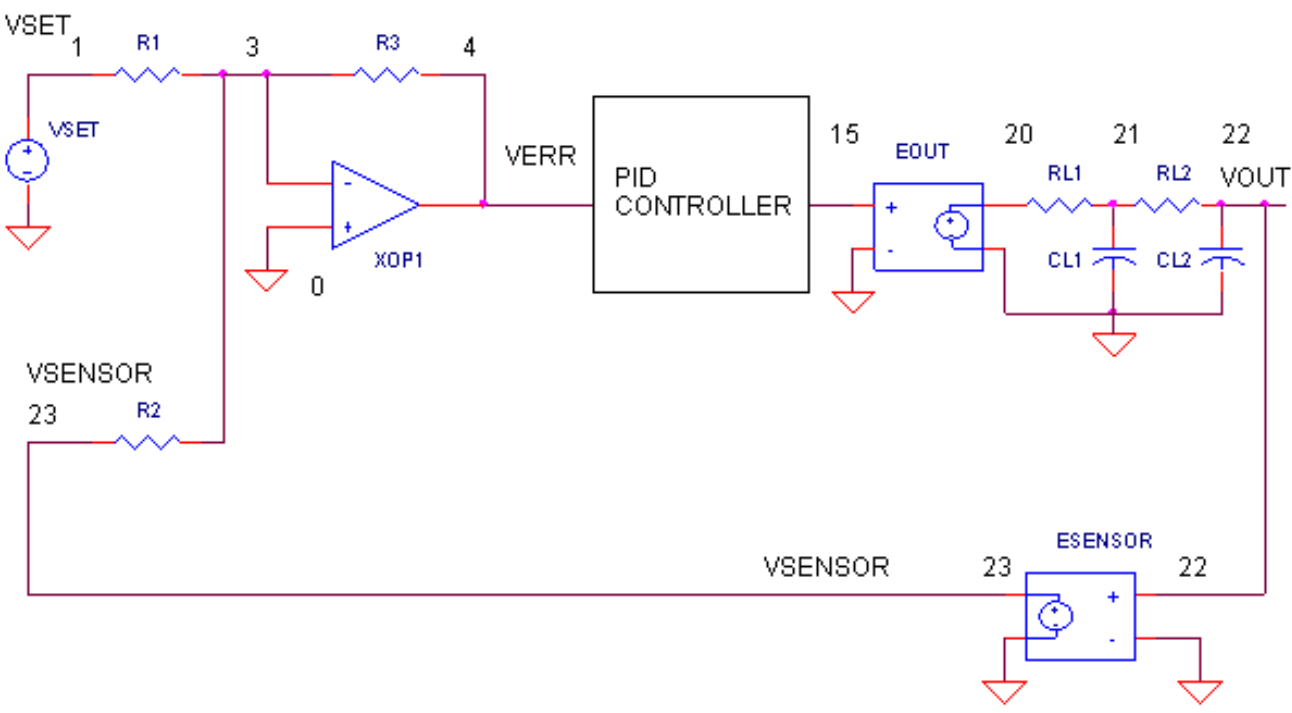 VSET
1
R1
3
R3
4
VSET
+
-
-
+
XOP1
0
VERR
PID
CONTROLLER
15
EOUT
+
-
+
-
20
RL1
21
RL2
22
VOUT
CL1
CL2
VSENSOR
23
R2
VSENSOR
23
ESENSOR
22
+
-
+
-